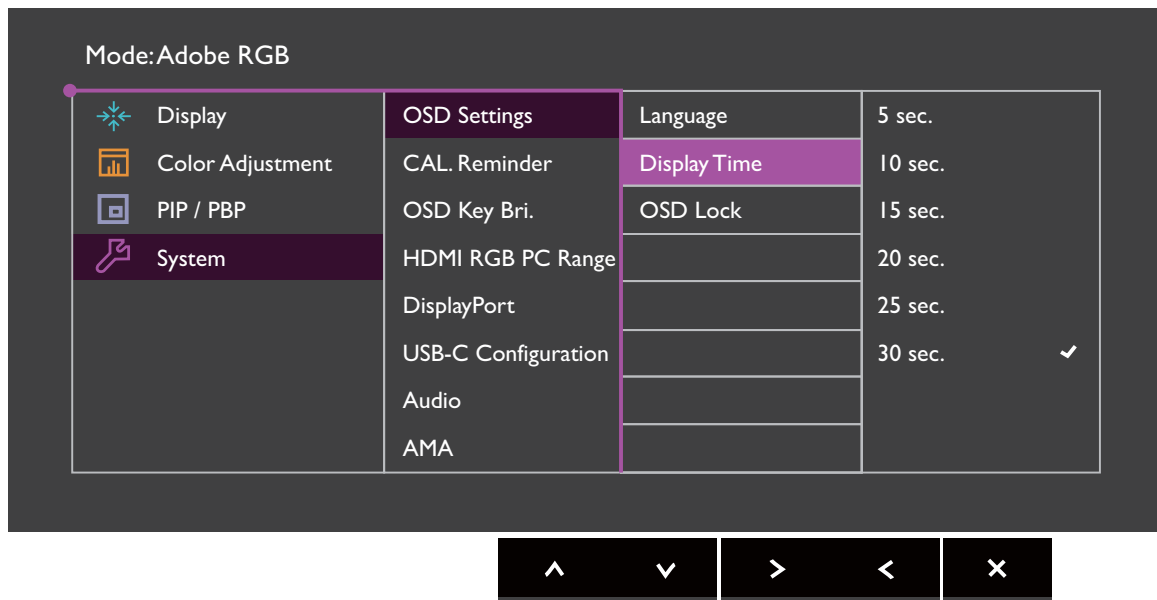 Mode: Adobe RGB
Display
Color Adjustment
PIP / PBP
System
OSD Settings
CAL. Reminder
OSD Key Bri.
HDMI RGB PC Range
DisplayPort
USB-C Configuration
Audio
AMA
Language
Display Time
OSD Lock
5 sec.
10 sec.
15 sec.
20 sec.
25 sec.
30 sec.